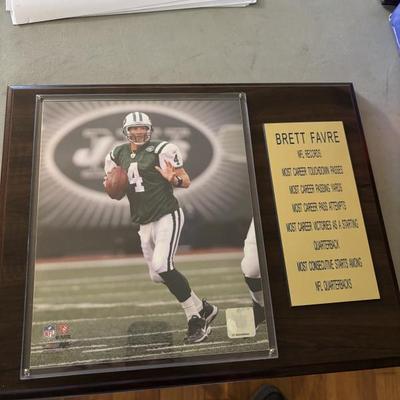 BRETT FAVRE
NFL RECORDS
MOST CAREER TOUCHDOWN PASSES
MOST CAREER PASSING YARDS
MOST CAREER PASS ATTEMPTS
MOST CAREER VICTORIES AS A STARTING
QUARTERBACK
MOST CONSECUTIVE STARTS AMONG
NFL QUARTERBACKS
4
4
NFL